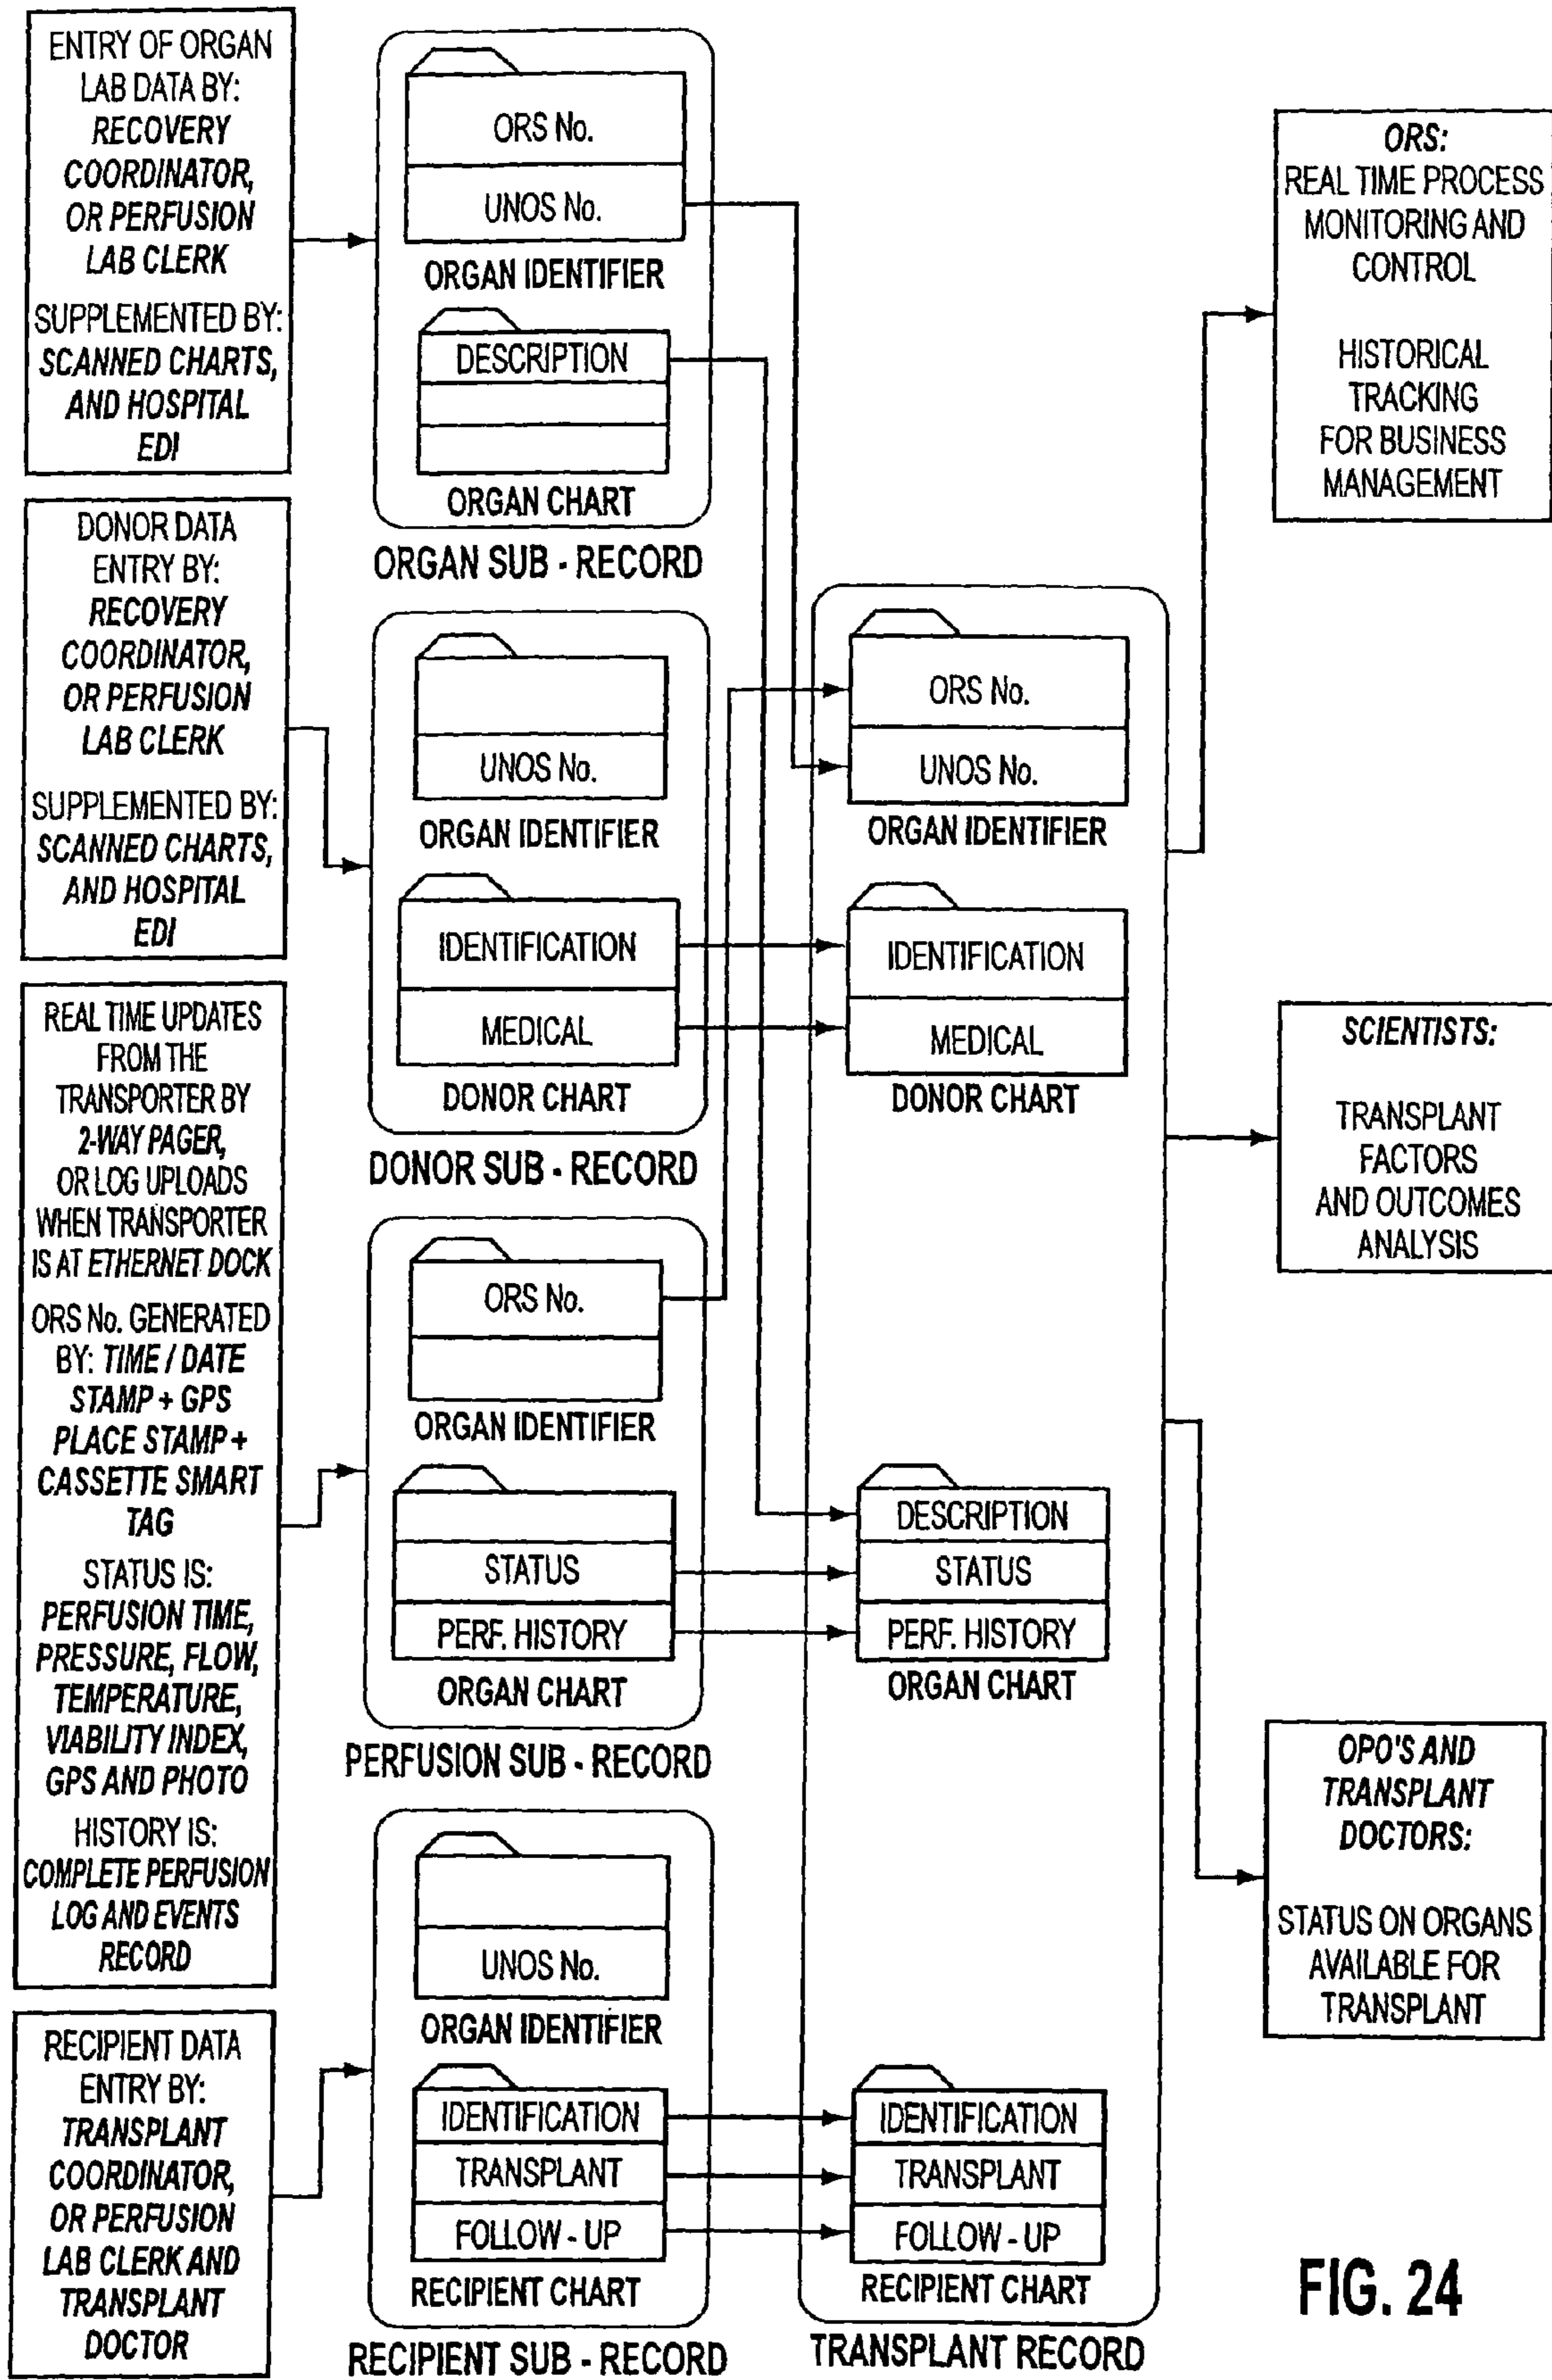 ENTRY OF ORGAN
LAB DATA BY:
RECOVERY
COORDINATOR,
OR PERFUSION
LAB CLERK
SUPPLEMENTED BY:
SCANNED CHARTS,
AND HOSPITAL
EDI
ORS No.
UNOS No.
ORGAN IDENTIFIER
DESCRIPTION
ORGAN CHART
ORGAN SUB - RECORD
DONOR DATA
ENTRY BY:
RECOVERY
COORDINATOR,
OR PERFUSION
LAB CLERK
SUPPLEMENTED BY:
SCANNED CHARTS,
AND HOSPITAL
EDI
UNOS No.
ORGAN IDENTIFIER
IDENTIFICATION
MEDICAL
DONOR CHART
DONOR SUB - RECORD
REAL TIME UPDATES
FROM THE
TRANSPORTER BY
2-WAY PAGER,
OR LOG UPLOADS
WHEN TRANSPORTER
IS AT ETHERNET DOCK
ORS No. GENERATED
BY: TIME / DATE
STAMP + GPS
PLACE STAMP +
CASSETTE SMART
TAG
STATUS IS:
PERFUSION TIME,
PRESSURE, FLOW,
TEMPERATURE,
VIABILITY INDEX,
GPS AND PHOTO
HISTORY IS:
COMPLETE PERFUSION
LOG AND EVENTS
RECORD
ORS No.
ORGAN IDENTIFIER
STATUS
PERF. HISTORY
ORGAN CHART
PERFUSION SUB - RECORD
RECIPIENT DATA
ENTRY BY:
TRANSPLANT
COORDINATOR,
OR PERFUSION
LAB CLERK AND
TRANSPLANT
DOCTOR
UNOS No.
ORGAN IDENTIFIER
IDENTIFICATION
TRANSPLANT
FOLLOW - UP
RECIPIENT CHART
RECIPIENT SUB - RECORD
ORS No.
UNOS No.
ORGAN IDENTIFIER
IDENTIFICATION
MEDICAL
DONOR CHART
DESCRIPTION
STATUS
PERF. HISTORY
ORGAN CHART
IDENTIFICATION
TRANSPLANT
FOLLOW - UP
RECIPIENT CHART
TRANSPLANT RECORD
ORS:
REAL TIME PROCESS
MONITORING AND
CONTROL
HISTORICAL
TRACKING
FOR BUSINESS
MANAGEMENT
SCIENTISTS:
TRANSPLANT
FACTORS
AND OUTCOMES
ANALYSIS
OPO'S AND
TRANSPLANT
DOCTORS:
STATUS ON ORGANS
AVAILABLE FOR
TRANSPLANT
FIG. 24